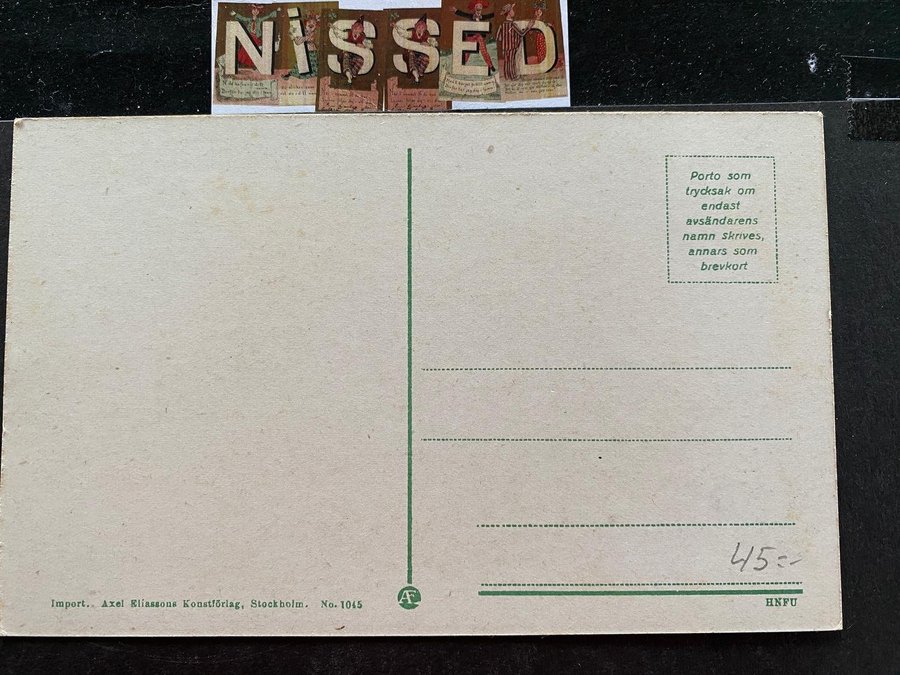 NiSSED
Porto som
trycksak om
endast
avsändarens
namn skrives,
annars som
brevkort
45:-
Import. Axel Eliassons Konstförlag, Stockholm. No. 1045
AE
HNFU